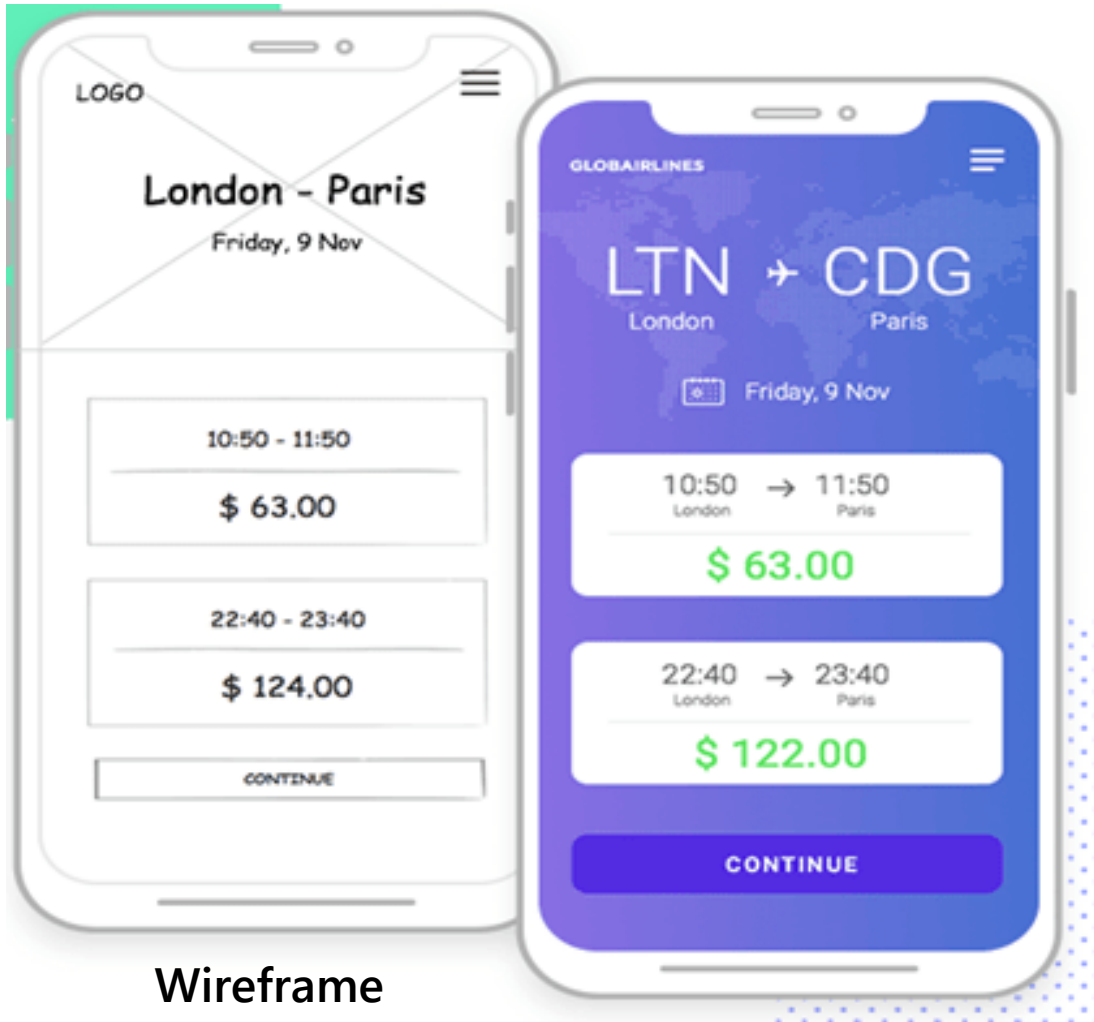 LOGO
London - Paris
Friday, 9 Nov
10:50 - 11:50
$ 63.00
22:40 - 23:40
$ 124.00
CONTINUE
Wireframe
GLOBAIRLINES
LTN CDG
London Paris
Friday, 9 Nov
10:50 → 11:50
London Paris
$ 63.00
22:40 → 23:40
London Paris
$ 122.00
CONTINUE